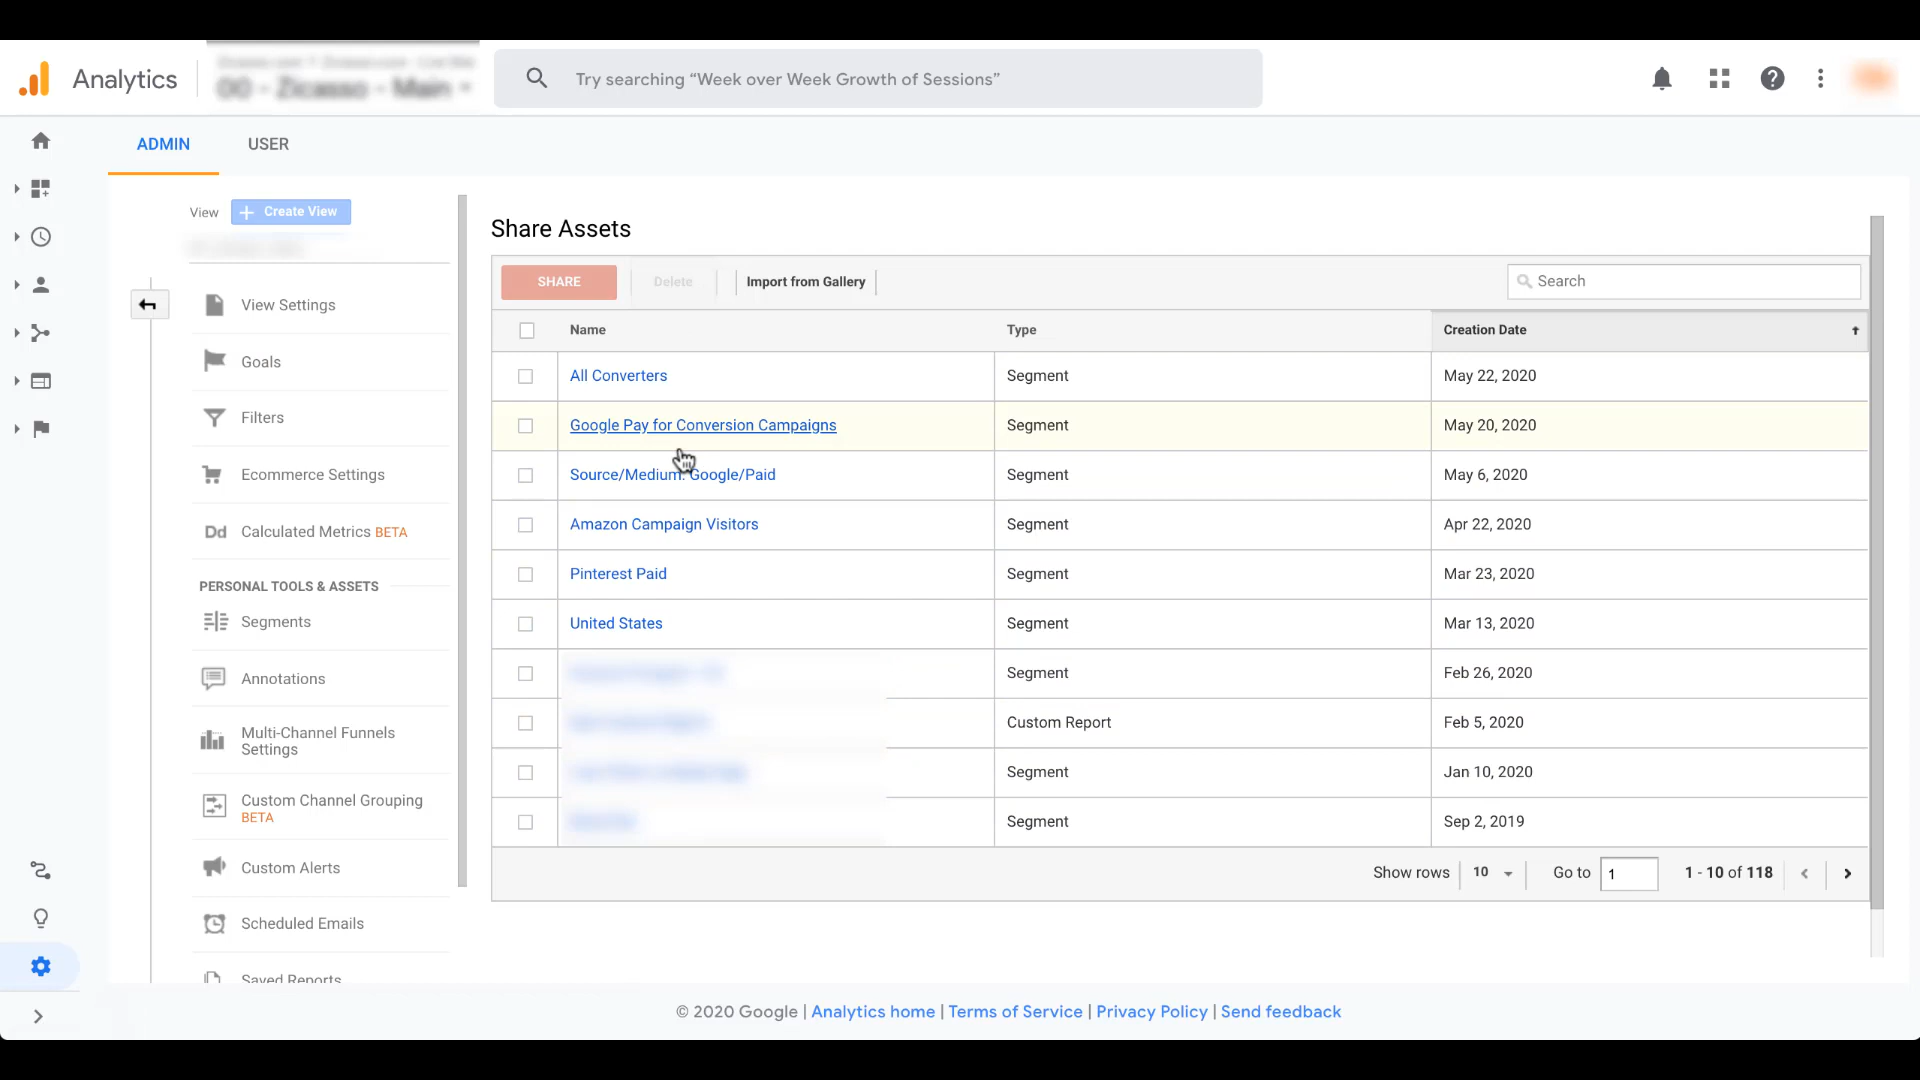 Analytics
00 - Zicasso - Main
Try searching “Week over Week Growth of Sessions”
ADMIN
USER
View
Create View
Share Assets
SHARE
Delete
Import from Gallery
Search
Name
Type
Creation Date
View Settings
Goals
Filters
Ecommerce Settings
Dd
Calculated Metrics BETA
PERSONAL TOOLS & ASSETS
Segments
Annotations
Multi-Channel Funnels
Settings
Custom Channel Grouping
BETA
Custom Alerts
Scheduled Emails
Saved Reports
All Converters
Segment
May 22, 2020
Google Pay for Conversion Campaigns
Segment
May 20, 2020
Source/Medium: Google/Paid
Segment
May 6, 2020
Amazon Campaign Visitors
Segment
Apr 22, 2020
Pinterest Paid
Segment
Mar 23, 2020
United States
Segment
Mar 13, 2020
Segment
Feb 26, 2020
Custom Report
Feb 5, 2020
Segment
Jan 10, 2020
Segment
Sep 2, 2019
Show rows
10
Go to
1
1 - 10 of 118
© 2020 Google | Analytics home | Terms of Service | Privacy Policy | Send feedback